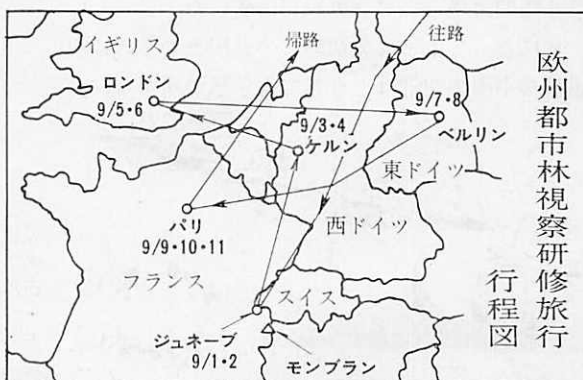 欧州都市林視察研修旅行
行程図
イギリス
帰路
往路
ロンドン
9/5・6
9/3・4
ケルン
9/7・8
ベルリン
東ドイツ
パリ
9/9・10・11
西ドイツ
フランス
スイス
ジュネーブ
9/1・2
モンブラン